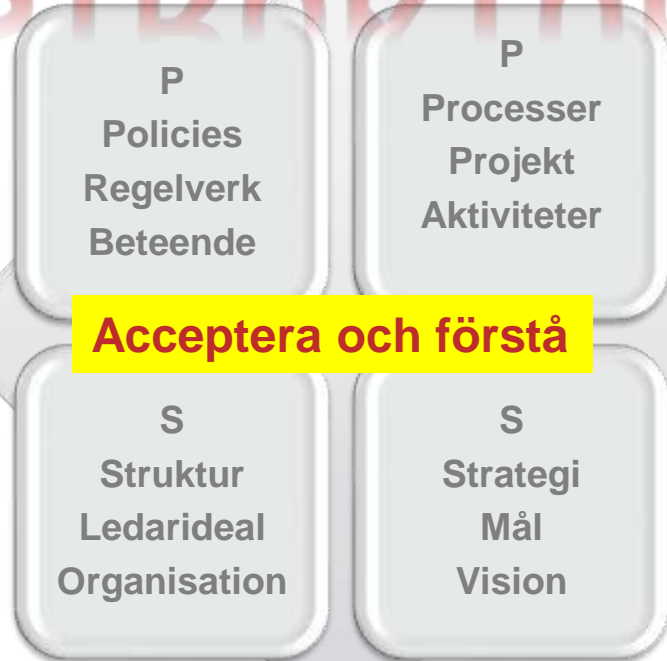 P
Policies
Regelverk
Beteende
P
Processer
Projekt
Aktiviteter
Acceptera och förstå
S
Struktur
Ledarideal
Organisation
S
Strategi
Mål
Vision